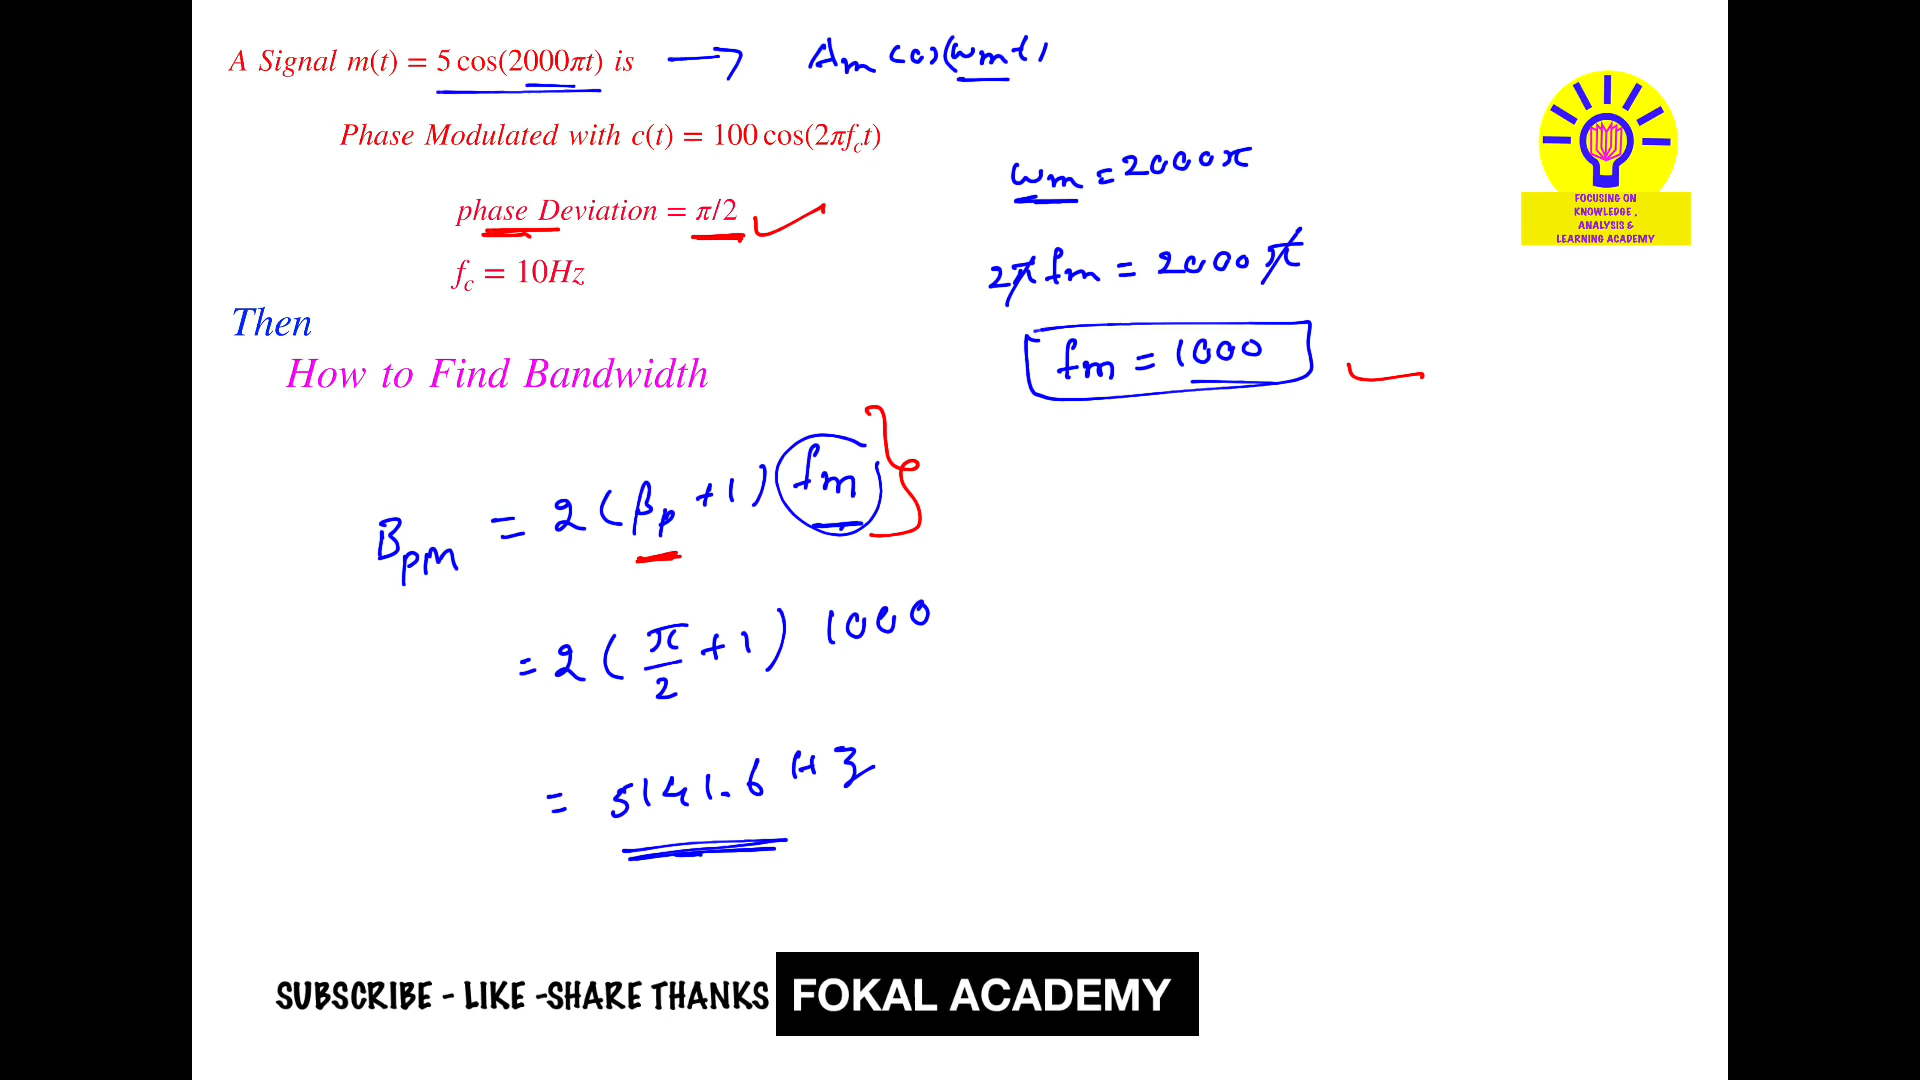 A Signal m(t) = 5 cos(2000πt) is → Am cos(ωmt)
Phase Modulated with c(t) = 100 cos(2πfct)
phase Deviation = π/2
fc = 10Hz
Then
How to Find Bandwidth
ωm = 2000π
2πfm = 2000π
fm = 1000
BPM = 2(βp+1)fm
= 2(π/2+1) 1000
= 5141.6 Hz
FOCUSING ON
KNOWLEDGE ,
ANALYSIS &
LEARNING ACADEMY
SUBSCRIBE - LIKE -SHARE THANKS FOKAL ACADEMY